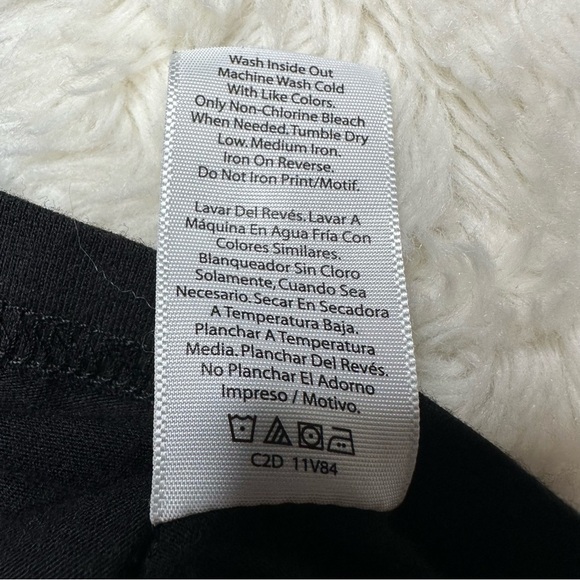 Wash Inside Out
Machine Wash Cold
With Like Colors.
Only Non-Chlorine Bleach
When Needed. Tumble Dry
Low. Medium Iron.
Iron On Reverse.
Do Not Iron Print/Motif.
Lavar Del Revés, Lavar A
Máquina En Agua Fría Con
Colores Similares.
Blanqueador Sin Cloro
Solamente, Cuando Sea
Necesario. Secar En Secadora
A Temperatura Baja.
Planchar A Temperatura
Media. Planchar Del Revés.
No Planchar El Adorno
Impreso / Motivo.
C2D 11V84